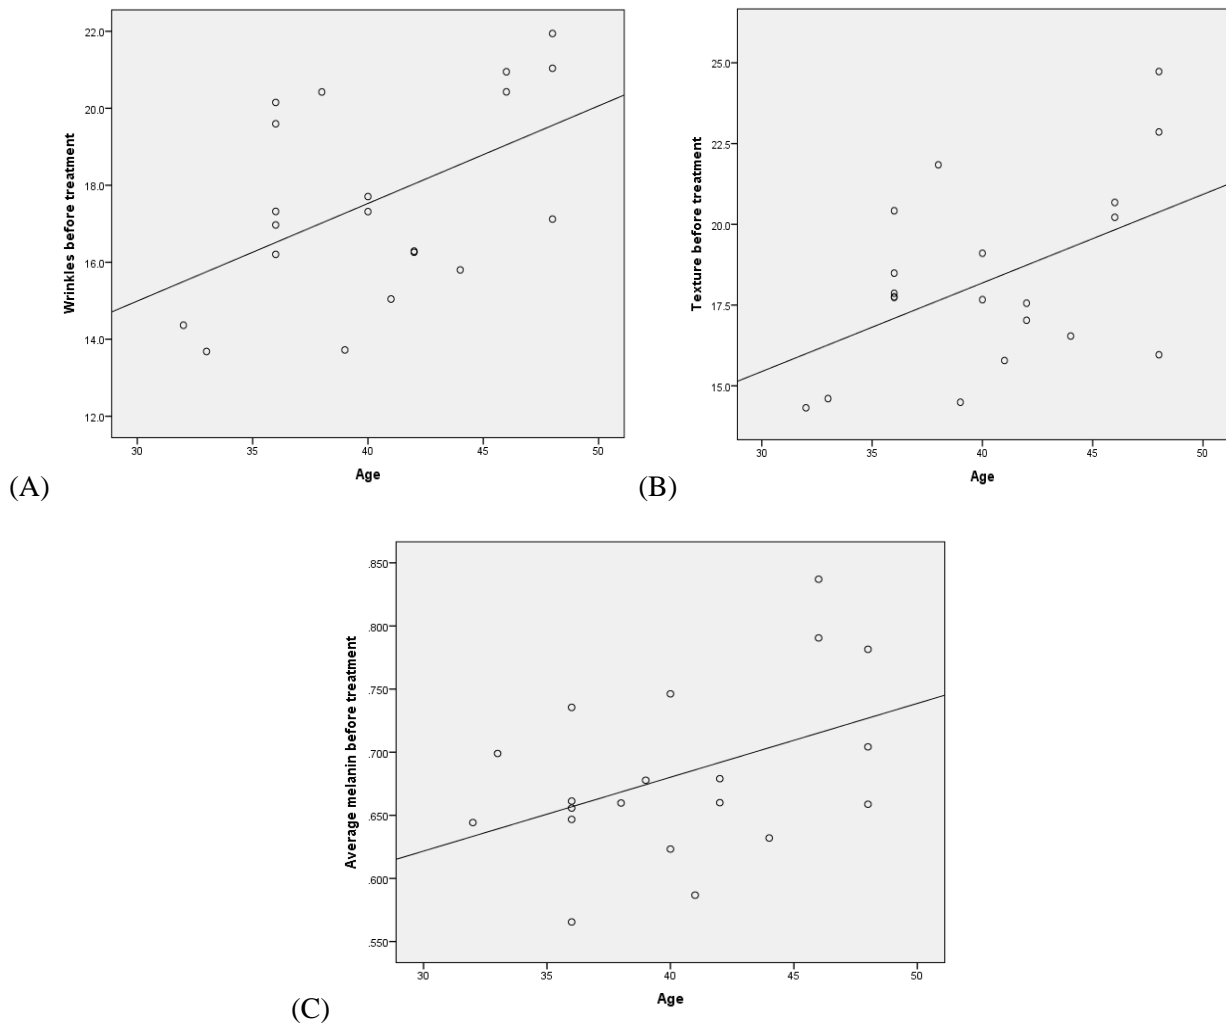 22.0
20.0
18.0
16.0
14.0
12.0
Wrinkles before treatment
30 35 40 45 50
Age
(A)
25.0
22.5
20.0
17.5
15.0
Texture before treatment
30 35 40 45 50
Age
(B)
.850
.800
.750
.700
.650
.600
.550
Average melanin before treatment
30 35 40 45 50
Age
(C)